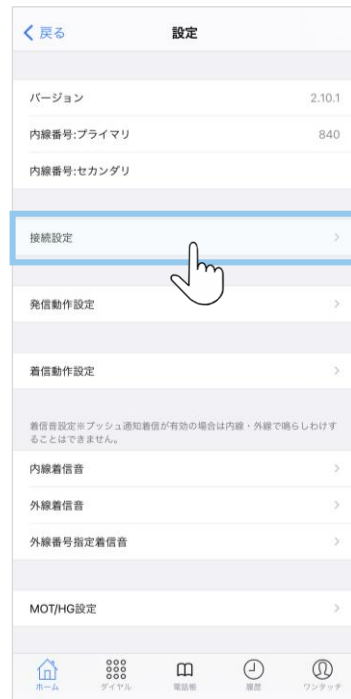 戻る 設定
バージョン 2.10.1
内線番号:プライマリ 840
内線番号:セカンダリ
接続設定
発信動作設定
着信動作設定
着信音設定※プッシュ通知着信が有効の場合は内線・外線で鳴らしわけす
ることはできません。
内線着信音
外線着信音
外線番号指定着信音
MOT/HG設定
ホーム ダイヤル 電話帳 履歴 ワンタッチ